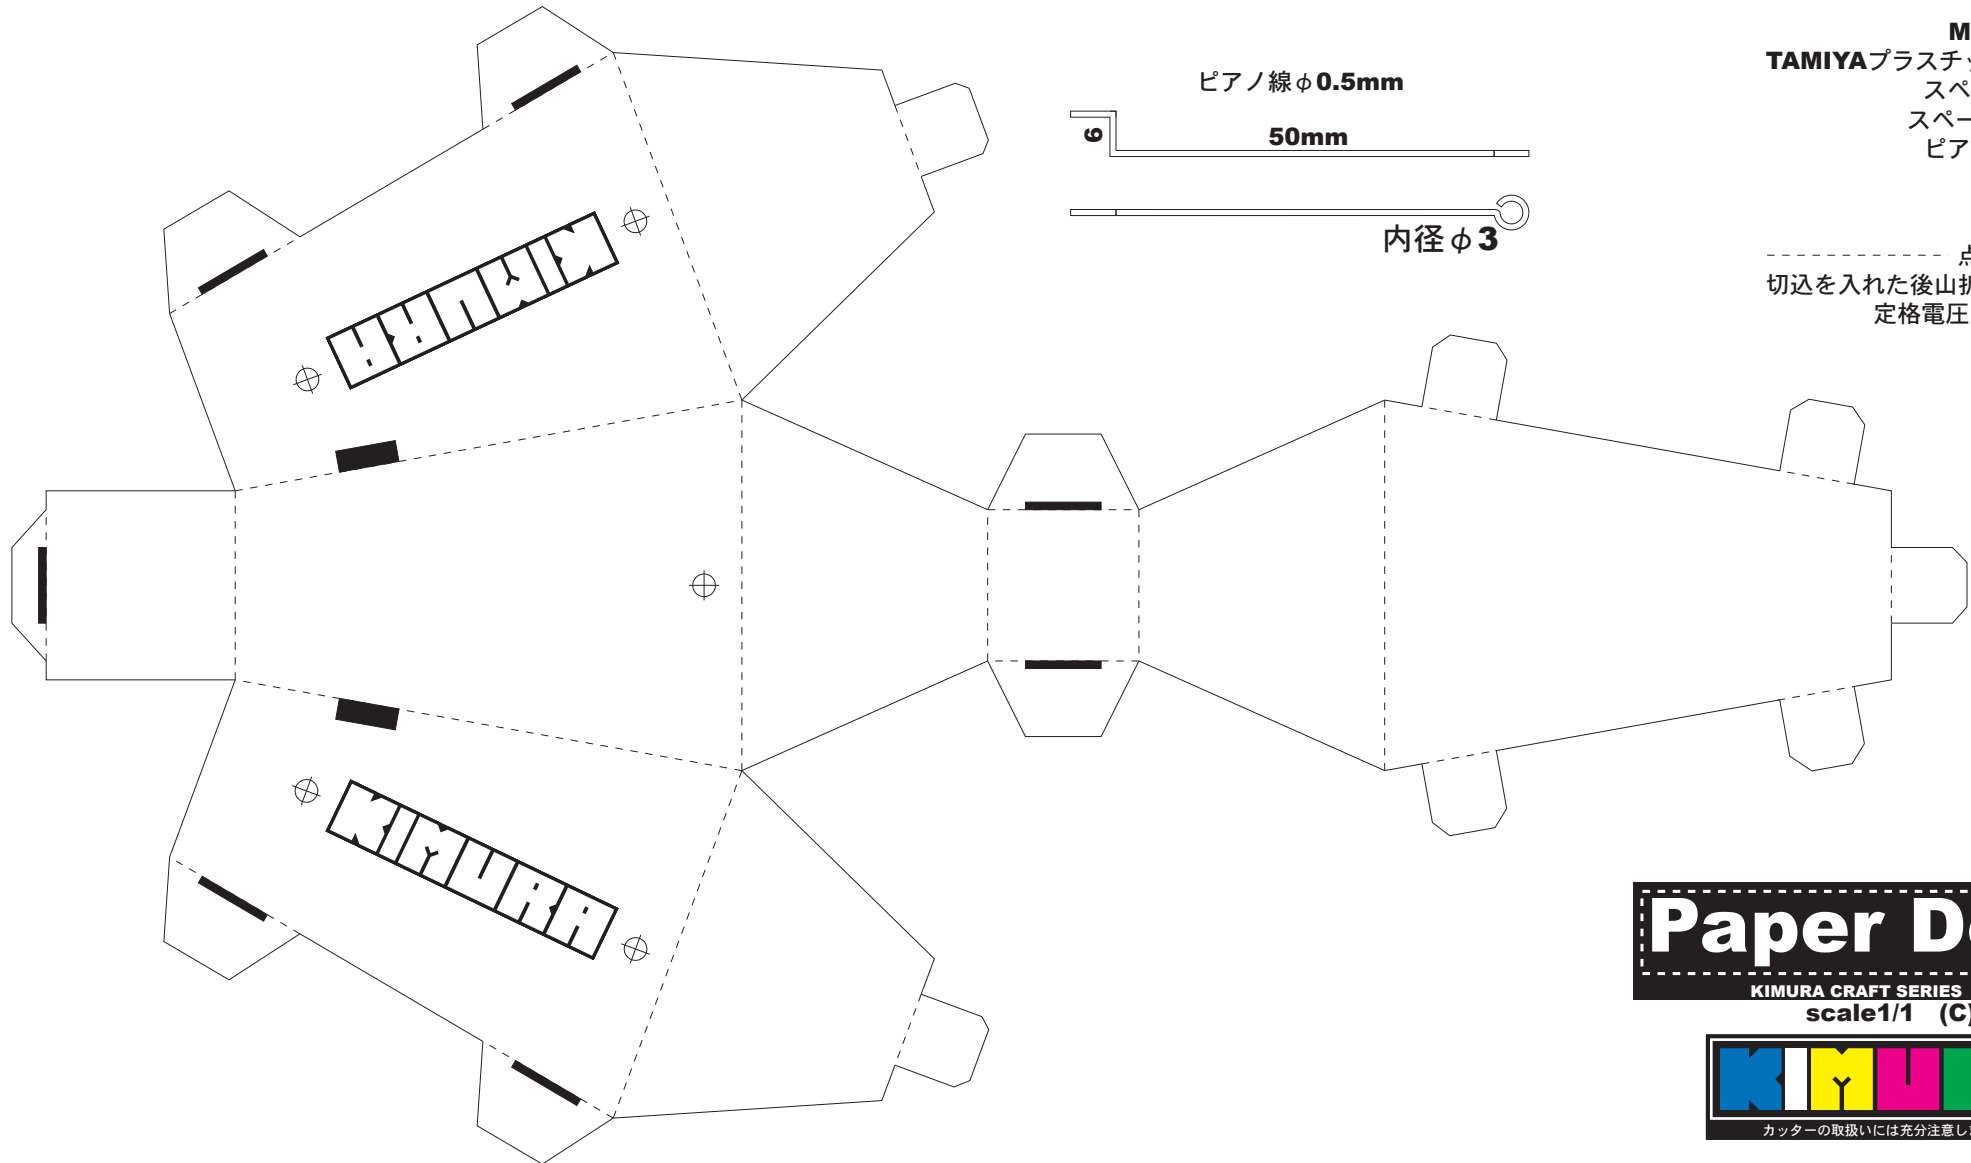 M
TAMIYAプラスチッ
スペ
スペー
ピア
ピアノ線φ0.5mm
6
50mm
内径φ3
点
切込を入れた後山折
定格電圧
KIMURA
KIMURA
Paper D
KIMURA CRAFT SERIES
scale1/1 (C)
KIMU
カッターの取扱いには充分注意し